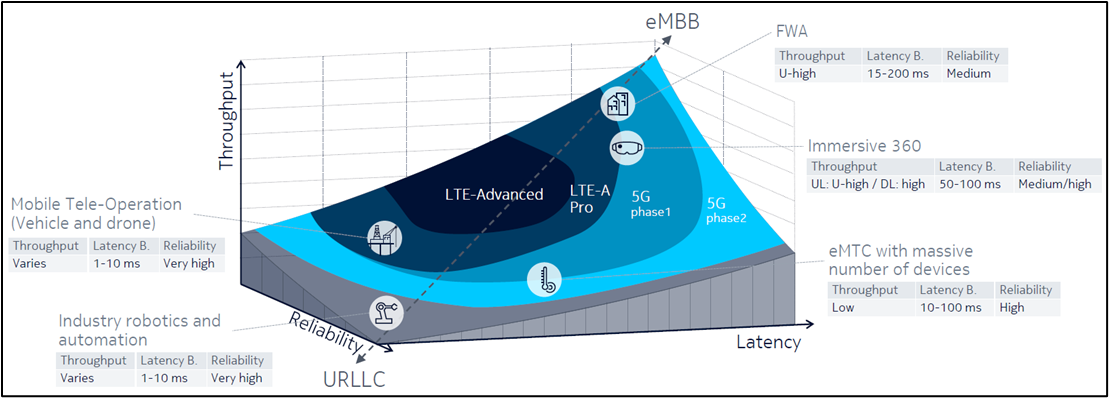 eMBB
FWA
Throughput Latency B. Reliability
U-high 15-200 ms Medium
Throughput
Immersive 360
Throughput Latency B. Reliability
UL: U-high / DL: high 50-100 ms Medium/high
LTE-Advanced
LTE-A
Pro
5G
phase1
5G
phase2
Mobile Tele-Operation
(Vehicle and drone)
Throughput Latency B. Reliability
Varies 1-10 ms Very high
eMTC with massive
number of devices
Throughput Latency B. Reliability
Low 10-100 ms High
Industry robotics and
automation
Throughput Latency B. Reliability
Varies 1-10 ms Very high
Reliability
Latency
URLLC